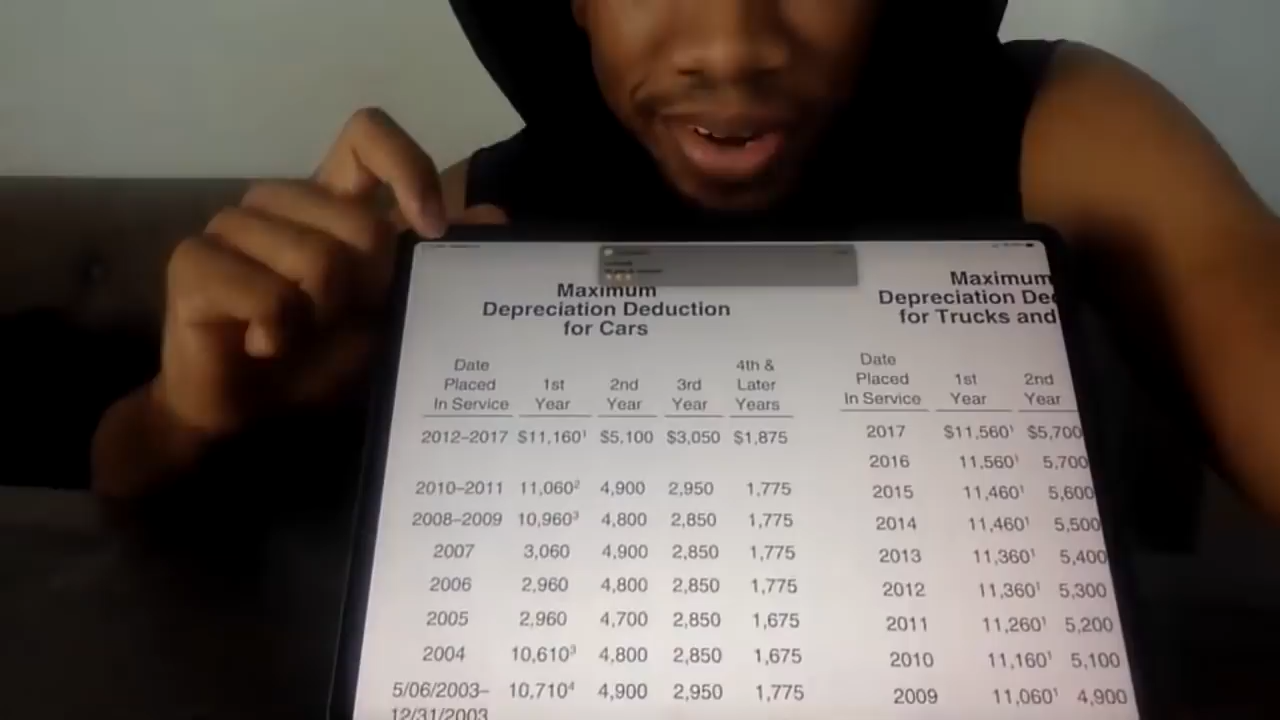 Maximum
Depreciation Deduction
for Cars
Date
Placed
In Service
1st
Year
2nd
Year
3rd
Year
4th &
Later
Years
2012–2017 $11,160¹ $5,100 $3,050 $1,875
2010–2011 11,060² 4,900 2,950 1,775
2008–2009 10,960³ 4,800 2,850 1,775
2007 3,060 4,900 2,850 1,775
2006 2,960 4,800 2,850 1,775
2005 2,960 4,700 2,850 1,675
2004 10,610³ 4,800 2,850 1,675
5/06/2003– 10,710⁴ 4,900 2,950 1,775
12/31/2003
Maximum
Depreciation De
for Trucks and
Date
Placed
In Service
1st
Year
2nd
Year
2017 $11,560¹ $5,700
2016 11,560¹ 5,700
2015 11,460¹ 5,600
2014 11,460¹ 5,500
2013 11,360¹ 5,400
2012 11,360¹ 5,300
2011 11,260¹ 5,200
2010 11,160¹ 5,100
2009 11,060¹ 4,900